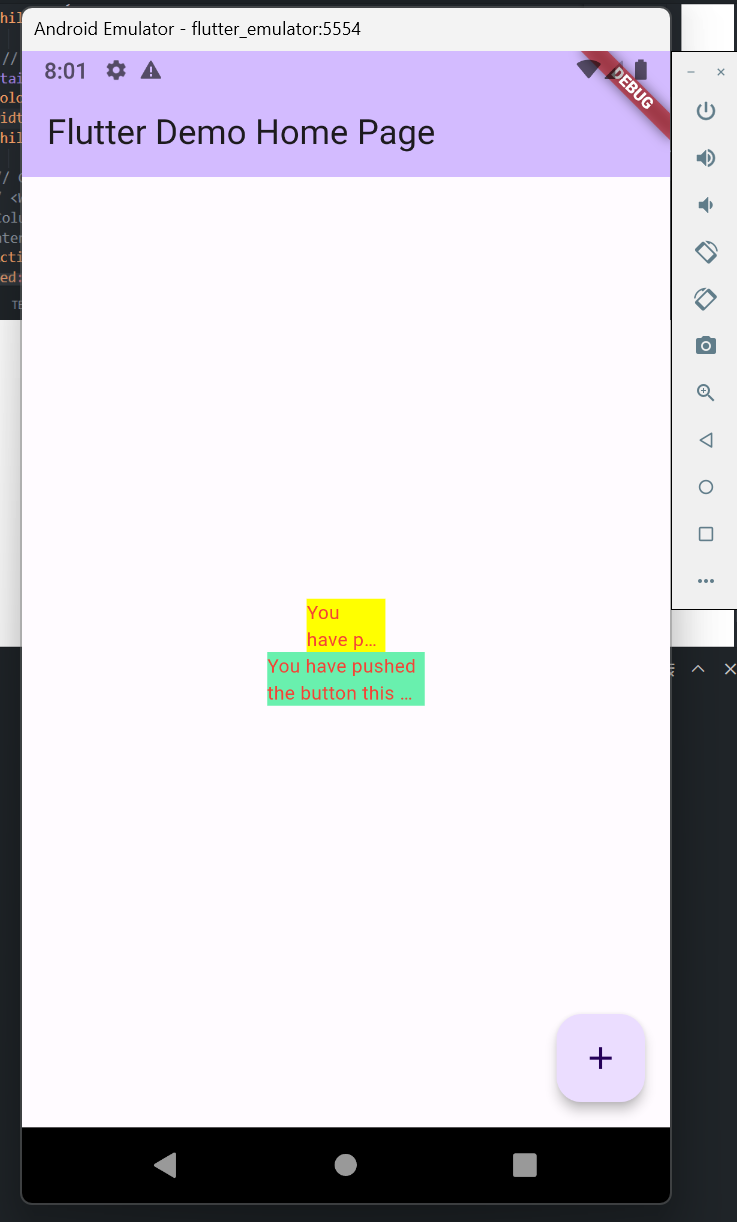 Android Emulator - flutter_emulator:5554
8:01
DEBUG
Flutter Demo Home Page
You
have p...
You have pushed
the button this ...